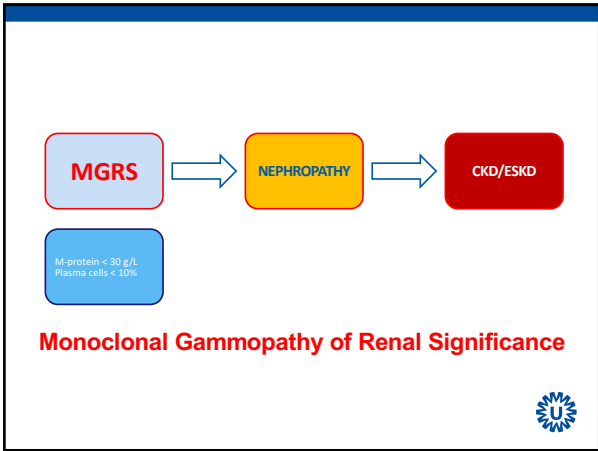 MGRS
NEPHROPATHY
CKD/ESKD
M-protein < 30 g/L
Plasma cells < 10%
Monoclonal Gammopathy of Renal Significance
U